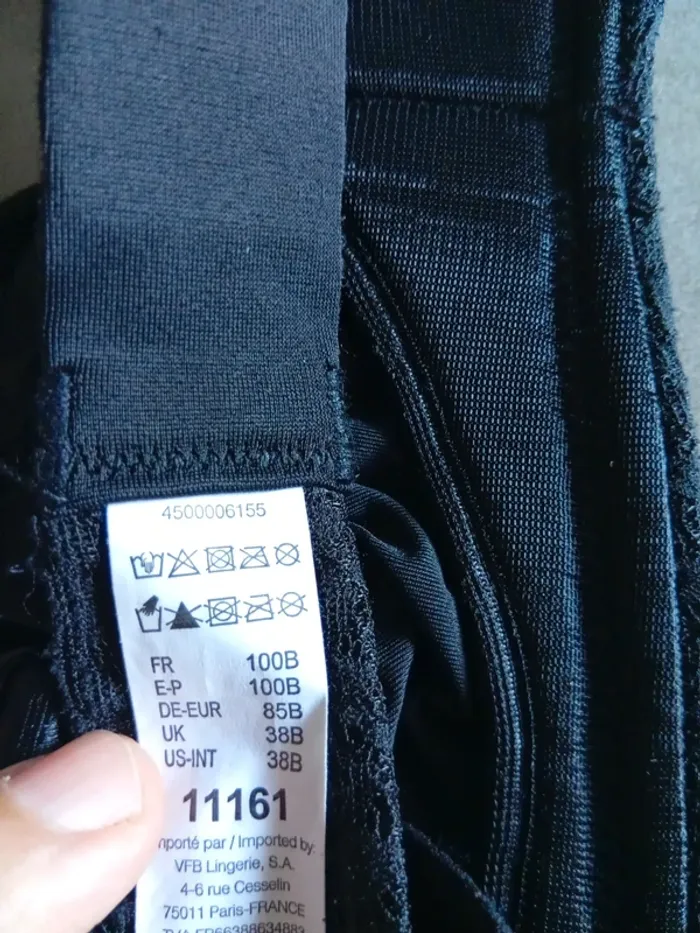 4500006155
FR 100B
E-P 100B
DE-EUR 85B
UK 38B
US-INT 38B
11161
mporté par / Imported by:
VFB Lingerie, S.A.
4-6 rue Cesselin
75011 Paris-FRANCE